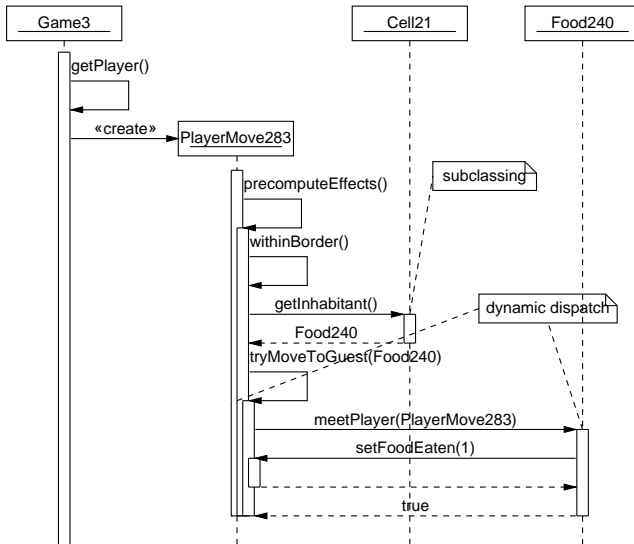 Game3
Cell21
Food240
getPlayer()
«create»
PlayerMove283
subclassing
precomputeEffects()
withinBorder()
getInhabitant()
dynamic dispatch
Food240
tryMoveToGuest(Food240)
meetPlayer(PlayerMove283)
setFoodEaten(1)
true